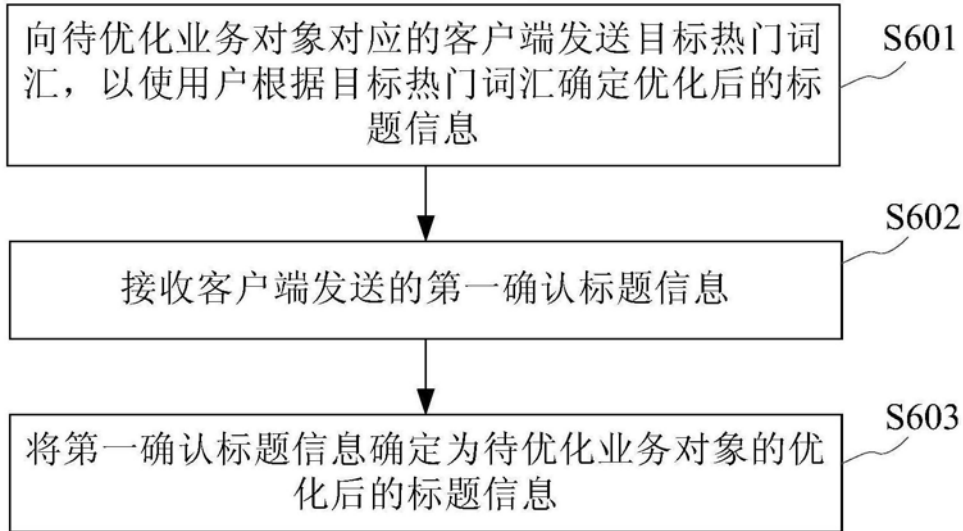 向待优化业务对象对应的客户端发送目标热门词
汇，以使用户根据目标热门词汇确定优化后的标
题信息
S601
接收客户端发送的第一确认标题信息
S602
将第一确认标题信息确定为待优化业务对象的优
化后的标题信息
S603